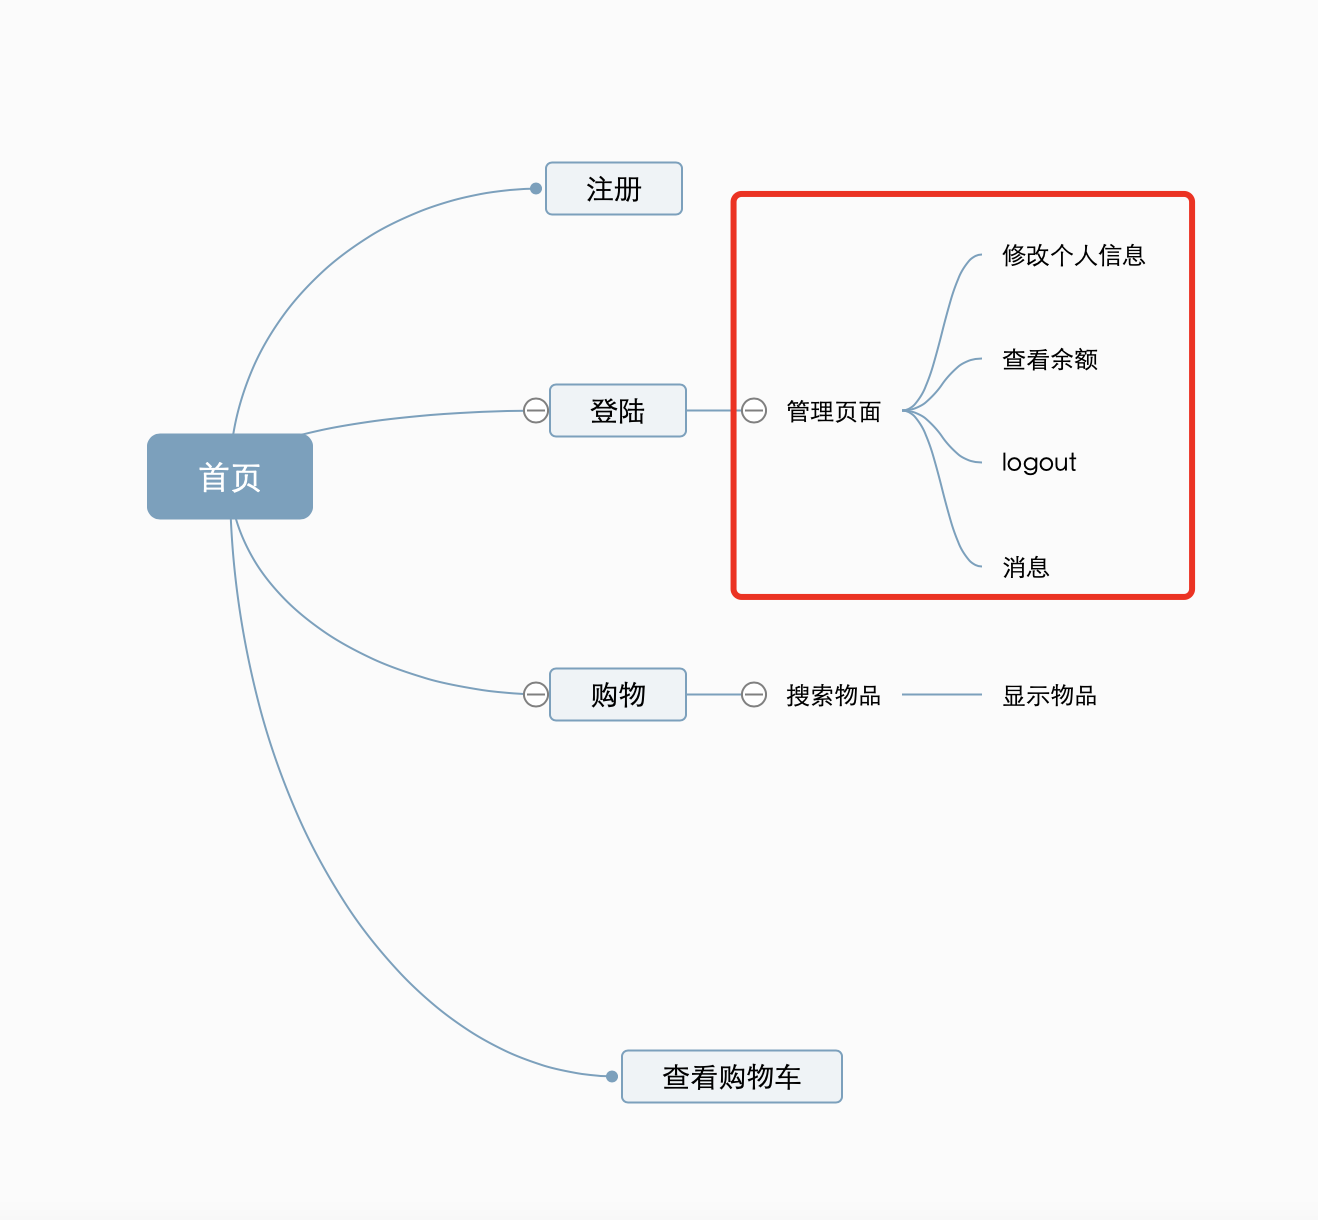 首页
注册
登陆
管理页面
修改个人信息
查看余额
logout
消息
购物
搜索物品
显示物品
查看购物车